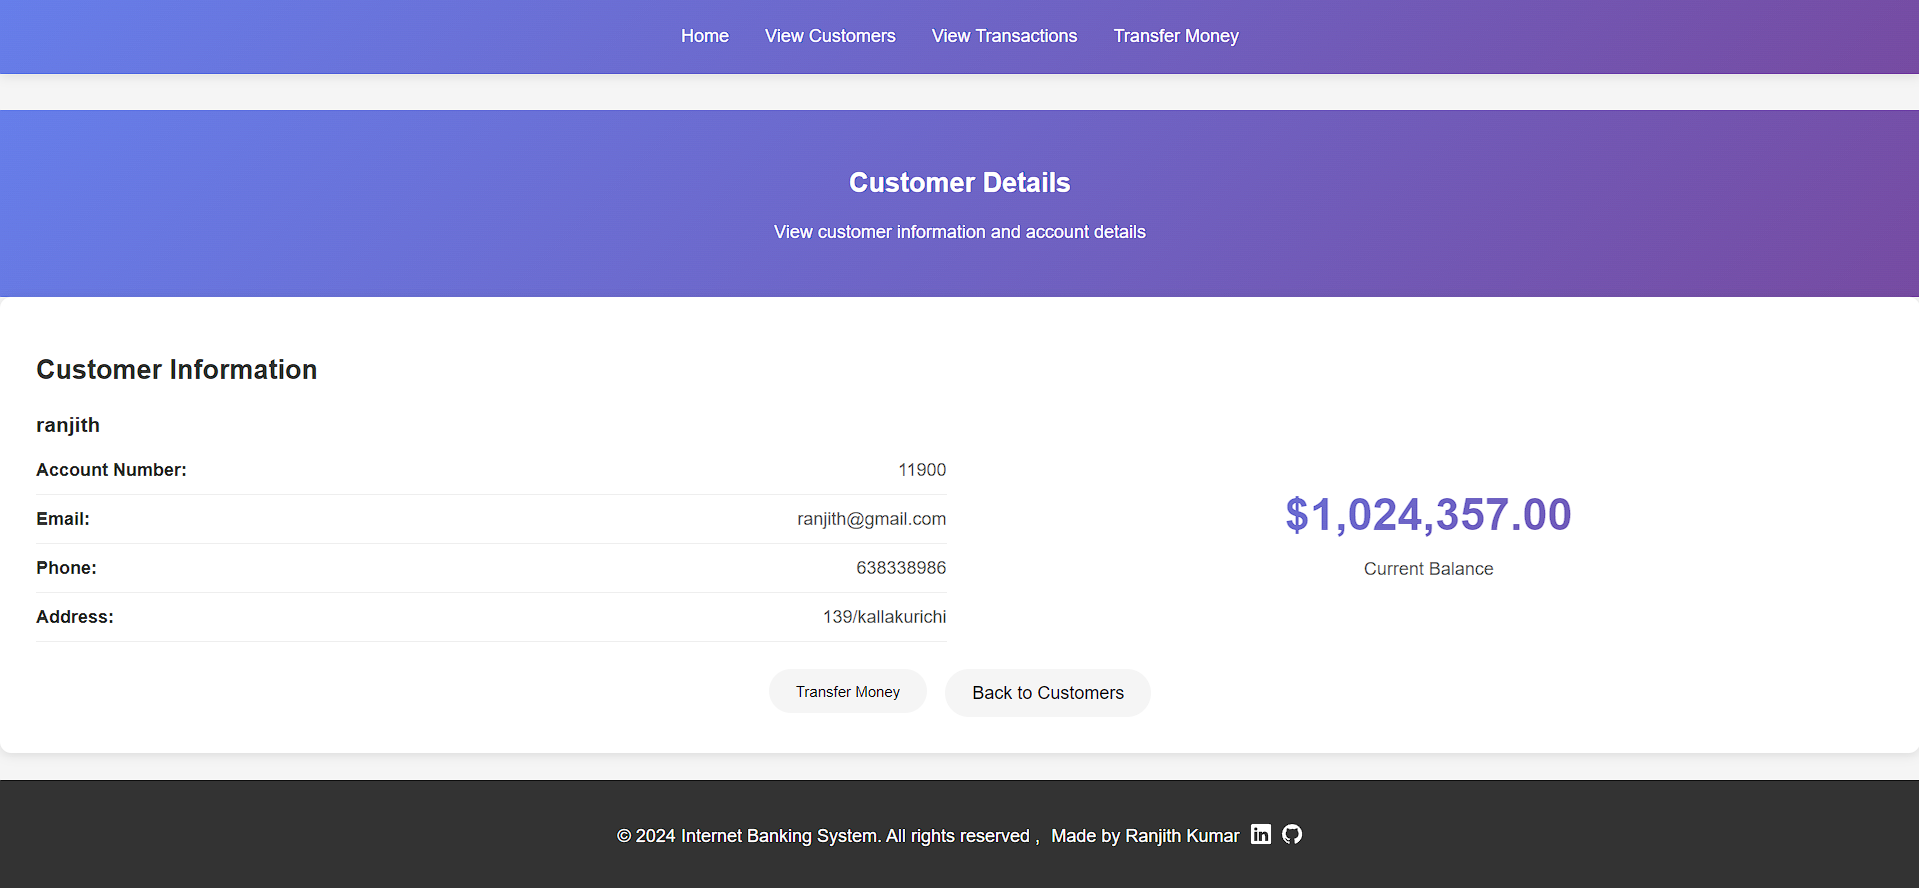 Home View Customers View Transactions Transfer Money
Customer Details
View customer information and account details
Customer Information
ranjith
Account Number: 11900
Email: ranjith@gmail.com
Phone: 638338986
Address: 139/kallakurichi
$1,024,357.00
Current Balance
Transfer Money Back to Customers
© 2024 Internet Banking System. All rights reserved , Made by Ranjith Kumar in